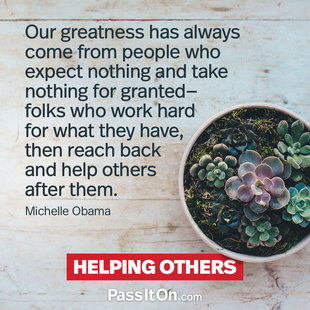 Our greatness has always
come from people who
expect nothing and take
nothing for granted—
folks who work hard
for what they have,
then reach back
and help others
after them.
Michelle Obama
HELPING OTHERS
PassItOn.com